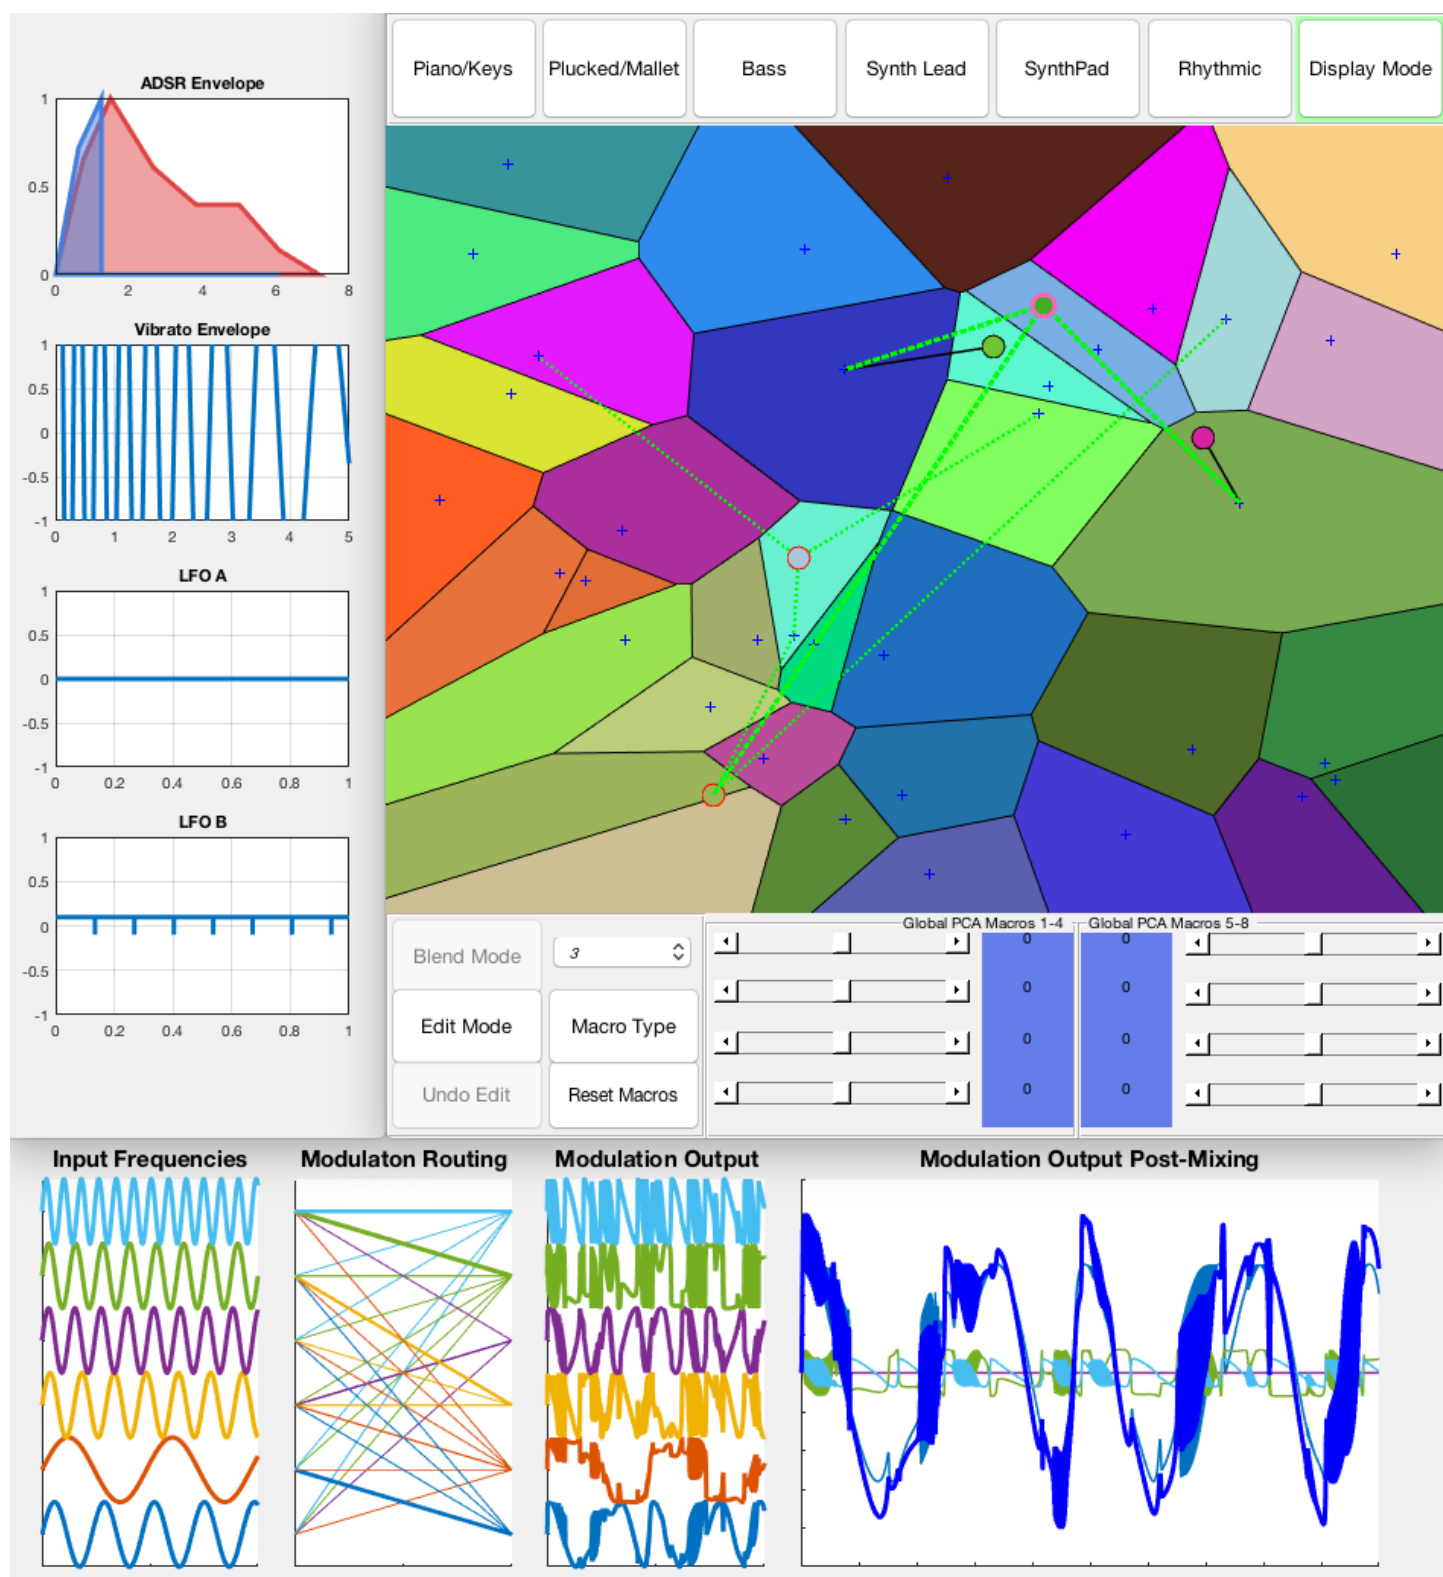 Piano/Keys Plucked/Mallet Bass Synth Lead SynthPad Rhythmic Display Mode
ADSR Envelope
1
0.5
0
0 2 4 6 8
Vibrato Envelope
1
0.5
0
-0.5
-1
0 1 2 3 4 5
LFO A
1
0.5
0
-0.5
-1
0 0.2 0.4 0.6 0.8 1
LFO B
1
0.5
0
-0.5
-1
0 0.2 0.4 0.6 0.8 1
Blend Mode 3
Edit Mode Macro Type
Undo Edit Reset Macros
Global PCA Macros 1-4 Global PCA Macros 5-8
0 0
0 0
0 0
0 0
Input Frequencies Modulaton Routing Modulation Output Modulation Output Post-Mixing